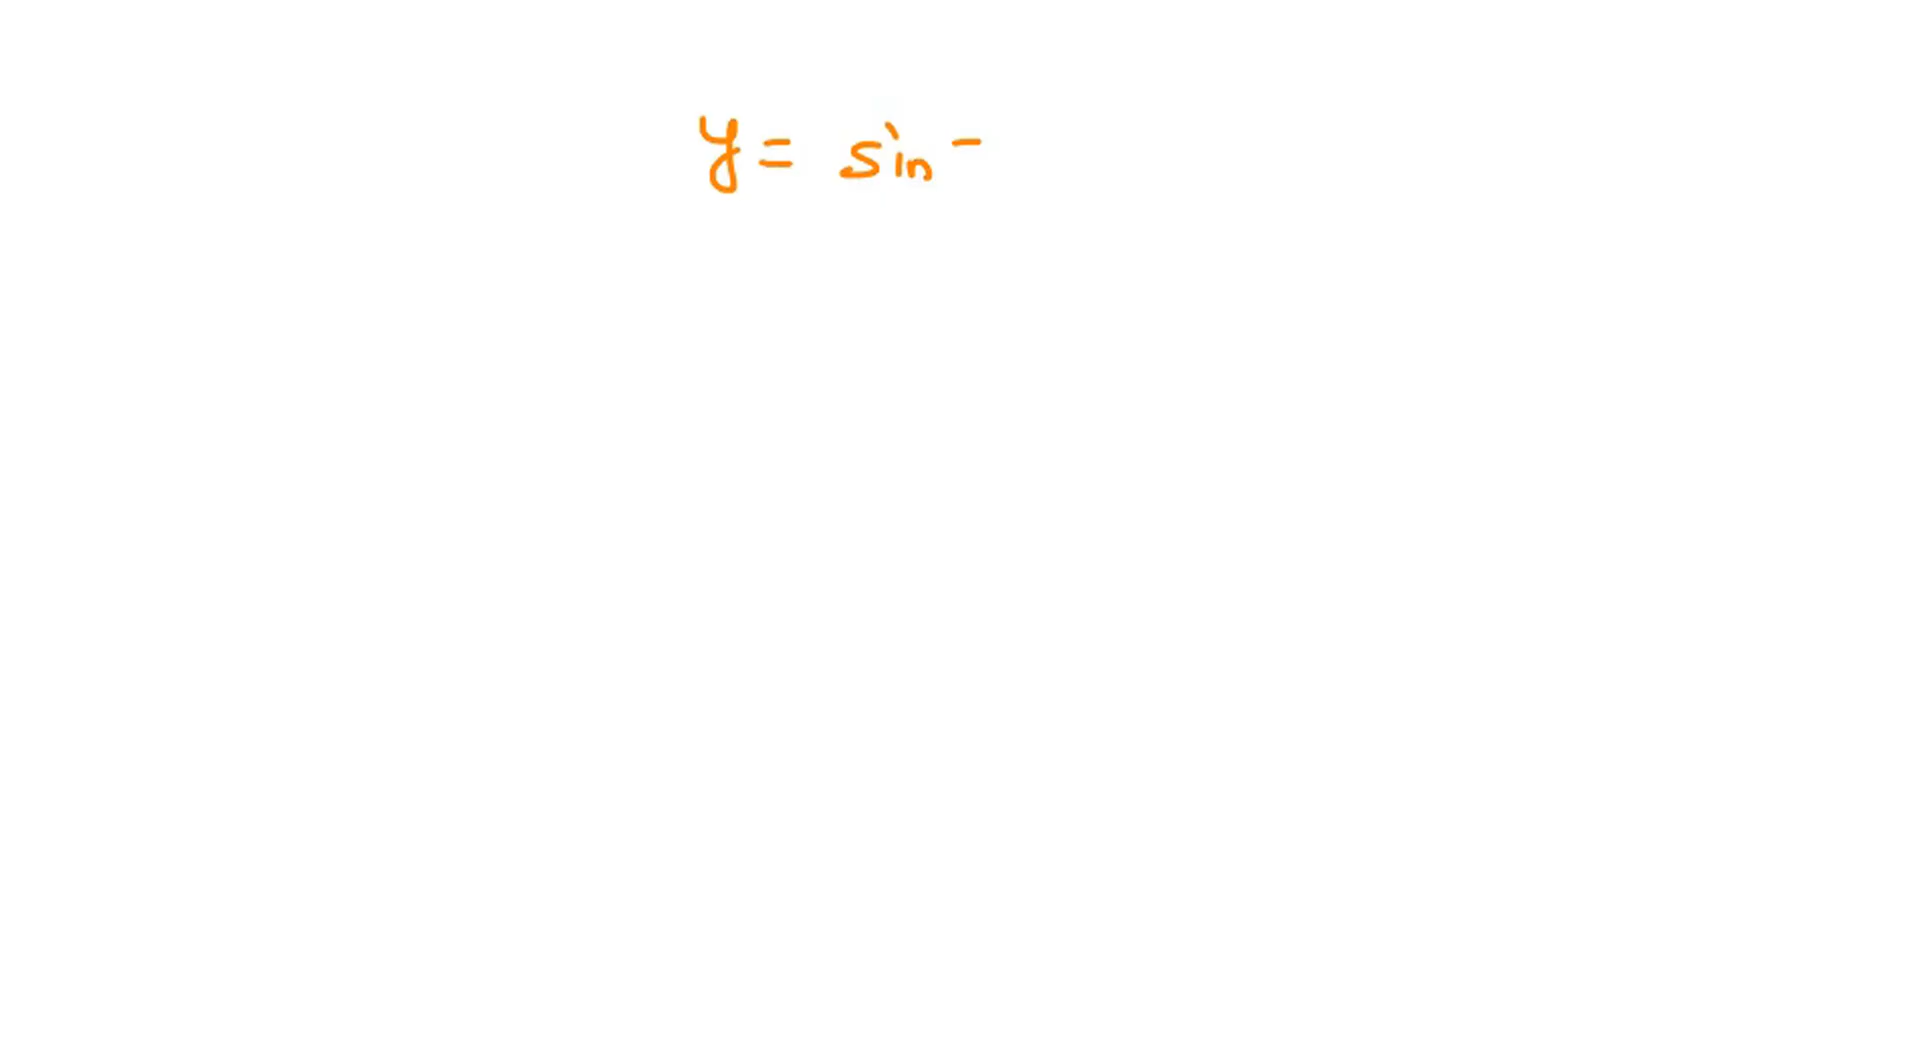 y = sin -